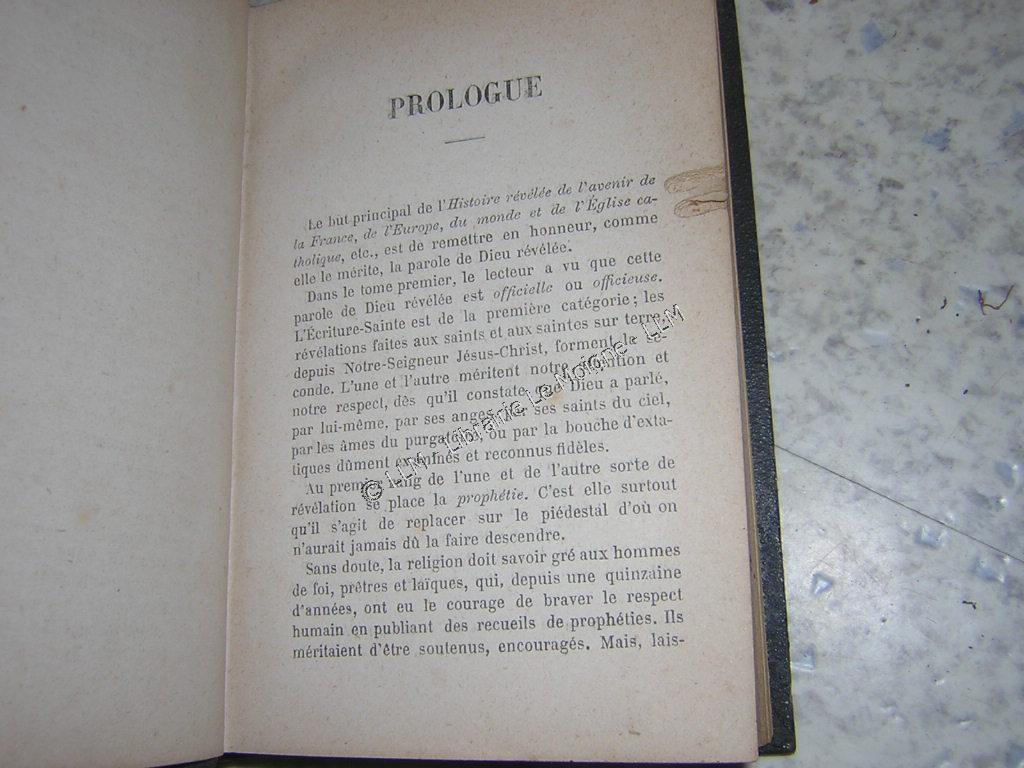 PROLOGUE
Le but principal de l'Histoire révélée de l'avenir de
la France, de l'Europe, du monde et de l'Église ca-
tholique, etc., est de remettre en honneur, comme
elle le mérite, la parole de Dieu révélée.
Dans le tome premier, le lecteur a vu que cette
parole de Dieu révélée est officielle ou officieuse.
L'Écriture-Sainte est de la première catégorie; les
révélations faites aux saints et aux saintes sur terre,
depuis Notre-Seigneur Jésus-Christ, forment la se-
conde. L'une et l'autre méritent notre attention et
notre respect, dès qu'il constate que Dieu a parlé,
par lui-même, par ses anges, par ses saints du ciel,
par les âmes du purgatoire, ou par la bouche d'exta-
tiques dûment examinés et reconnus fidèles.
Au premier rang de l'une et de l'autre sorte de
révélation se place la prophétie. C'est elle surtout
qu'il s'agit de replacer sur le piédestal d'où on
n'aurait jamais dû la faire descendre.
Sans doute, la religion doit savoir gré aux hommes
de foi, prêtres et laïques, qui, depuis une quinzaine
d'années, ont eu le courage de braver le respect
humain en publiant des recueils de prophéties. Ils
méritaient d'être soutenus, encouragés. Mais, lais-
© LLM - Librairie Le Moigne - LLM